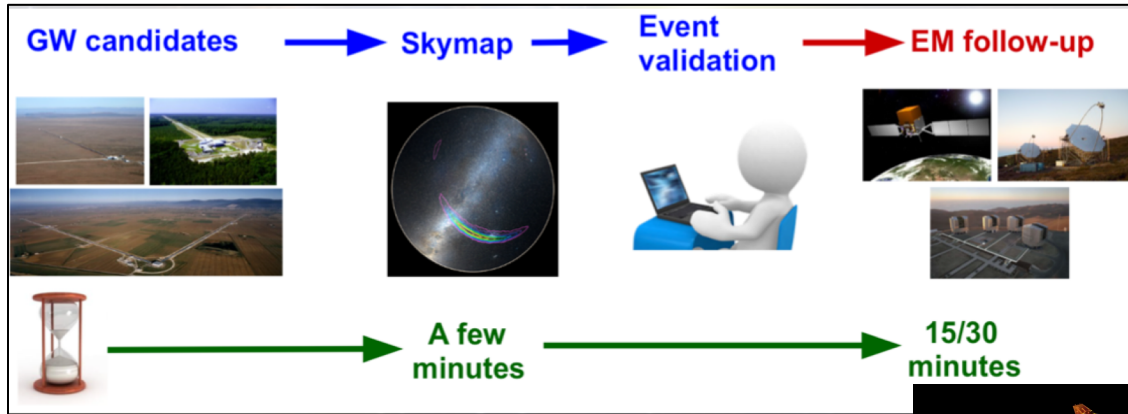 GW candidates
Skymap
Event
validation
EM follow-up
A few
minutes
15/30
minutes